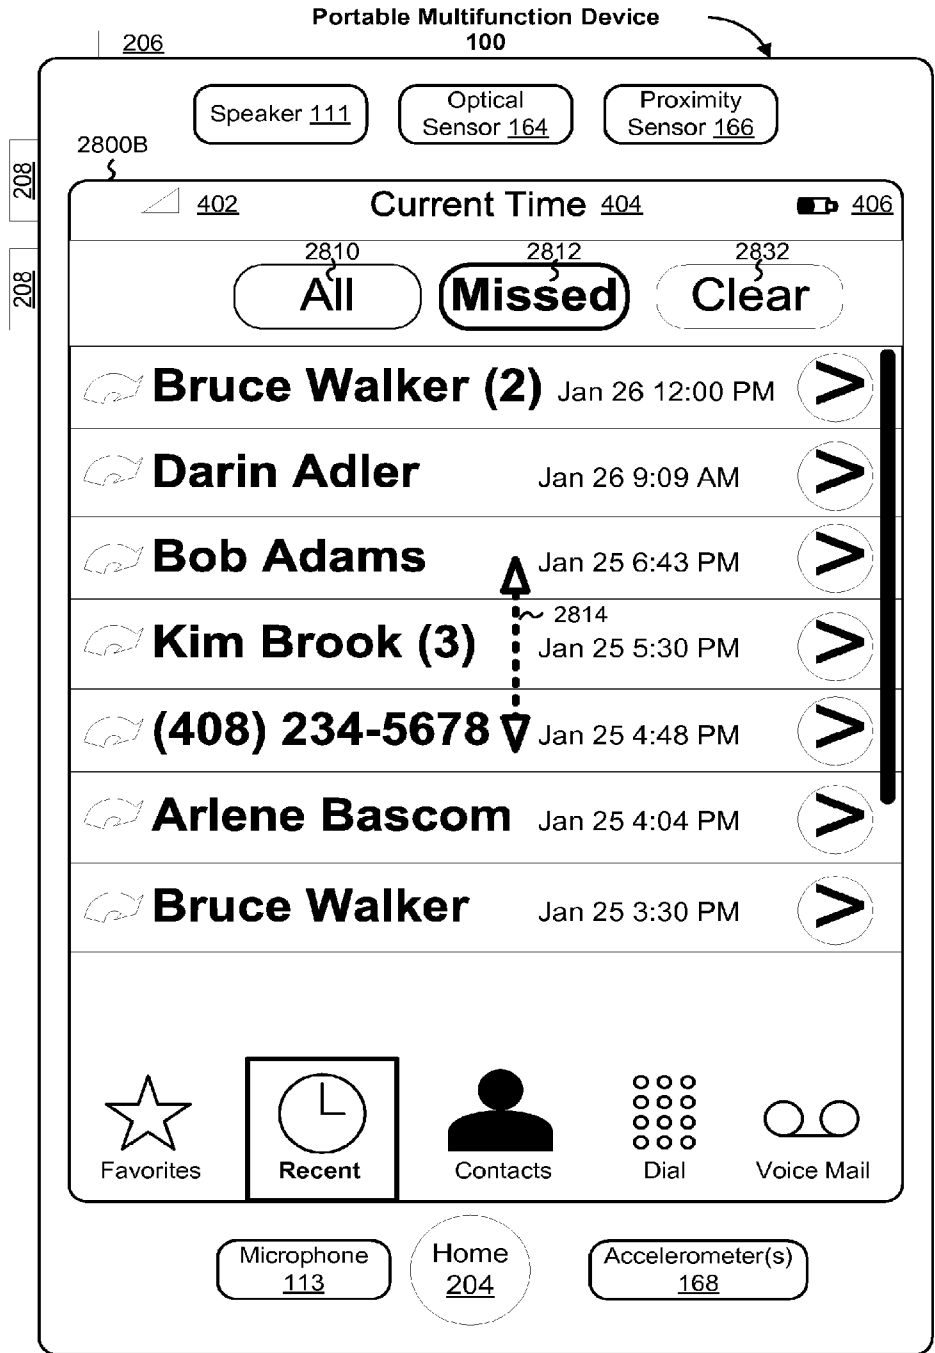 Portable Multifunction Device
100
206
Speaker 111
Optical
Sensor 164
Proximity
Sensor 166
2800B
208
208
402
Current Time 404
406
2810
2812
2832
All
Missed
Clear
Bruce Walker (2) Jan 26 12:00 PM >
Darin Adler Jan 26 9:09 AM >
Bob Adams Jan 25 6:43 PM >
2814
Kim Brook (3) Jan 25 5:30 PM >
(408) 234-5678 Jan 25 4:48 PM >
Arlene Bascom Jan 25 4:04 PM >
Bruce Walker Jan 25 3:30 PM >
Favorites
Recent
Contacts
Dial
Voice Mail
Microphone
113
Home
204
Accelerometer(s)
168